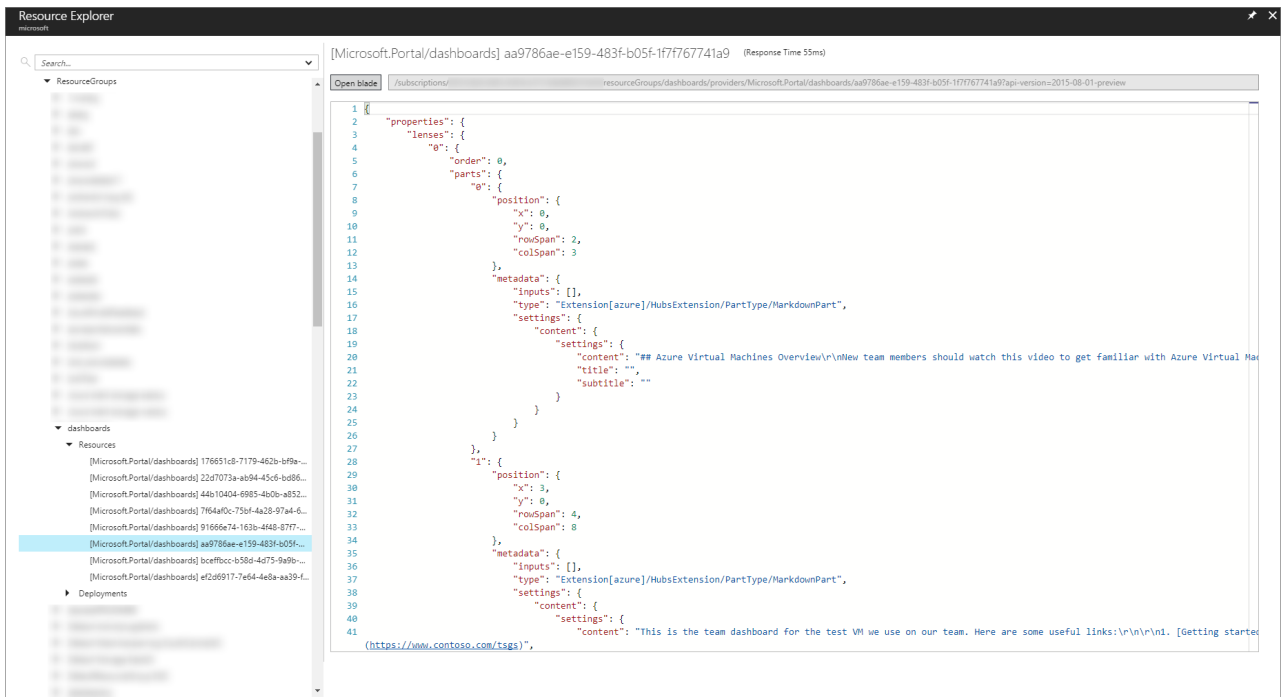 Resource Explorer
microsoft
Search...
ResourceGroups
dashboards
Resources
[Microsoft.Portal/dashboards] 176651c8-7179-462b-bf9a-...
[Microsoft.Portal/dashboards] 22d7073a-ab94-45c6-bd86...
[Microsoft.Portal/dashboards] 44b10404-6985-4b0b-a852...
[Microsoft.Portal/dashboards] 7f64af0c-75bf-4a28-97a4-6...
[Microsoft.Portal/dashboards] 91666e74-163b-4f48-87f7-...
[Microsoft.Portal/dashboards] aa9786ae-e159-483f-b05f-...
[Microsoft.Portal/dashboards] bceffbcc-b58d-4d75-9a9b-...
[Microsoft.Portal/dashboards] ef2d6917-7e64-4e8a-aa39-f...
Deployments
[Microsoft.Portal/dashboards] aa9786ae-e159-483f-b05f-1f7f767741a9 (Response Time 55ms)
Open blade /subscriptions/ resourceGroups/dashboards/providers/Microsoft.Portal/dashboards/aa9786ae-e159-483f-b05f-1f7f767741a9?api-version=2015-08-01-preview
1 {
2 "properties": {
3 "lenses": {
4 "0": {
5 "order": 0,
6 "parts": {
7 "0": {
8 "position": {
9 "x": 0,
10 "y": 0,
11 "rowSpan": 2,
12 "colSpan": 3
13 },
14 "metadata": {
15 "inputs": [],
16 "type": "Extension[azure]/HubsExtension/PartType/MarkdownPart",
17 "settings": {
18 "content": {
19 "settings": {
20 "content": "## Azure Virtual Machines Overview\r\nNew team members should watch this video to get familiar with Azure Virtual Mac
21 "title": "",
22 "subtitle": ""
23 }
24 }
25 }
26 }
27 },
28 "1": {
29 "position": {
30 "x": 3,
31 "y": 0,
32 "rowSpan": 4,
33 "colSpan": 8
34 },
35 "metadata": {
36 "inputs": [],
37 "type": "Extension[azure]/HubsExtension/PartType/MarkdownPart",
38 "settings": {
39 "content": {
40 "settings": {
41 "content": "This is the team dashboard for the test VM we use on our team. Here are some useful links:\r\n\r\n1. [Getting started
(https://www.contoso.com/tsgs)",